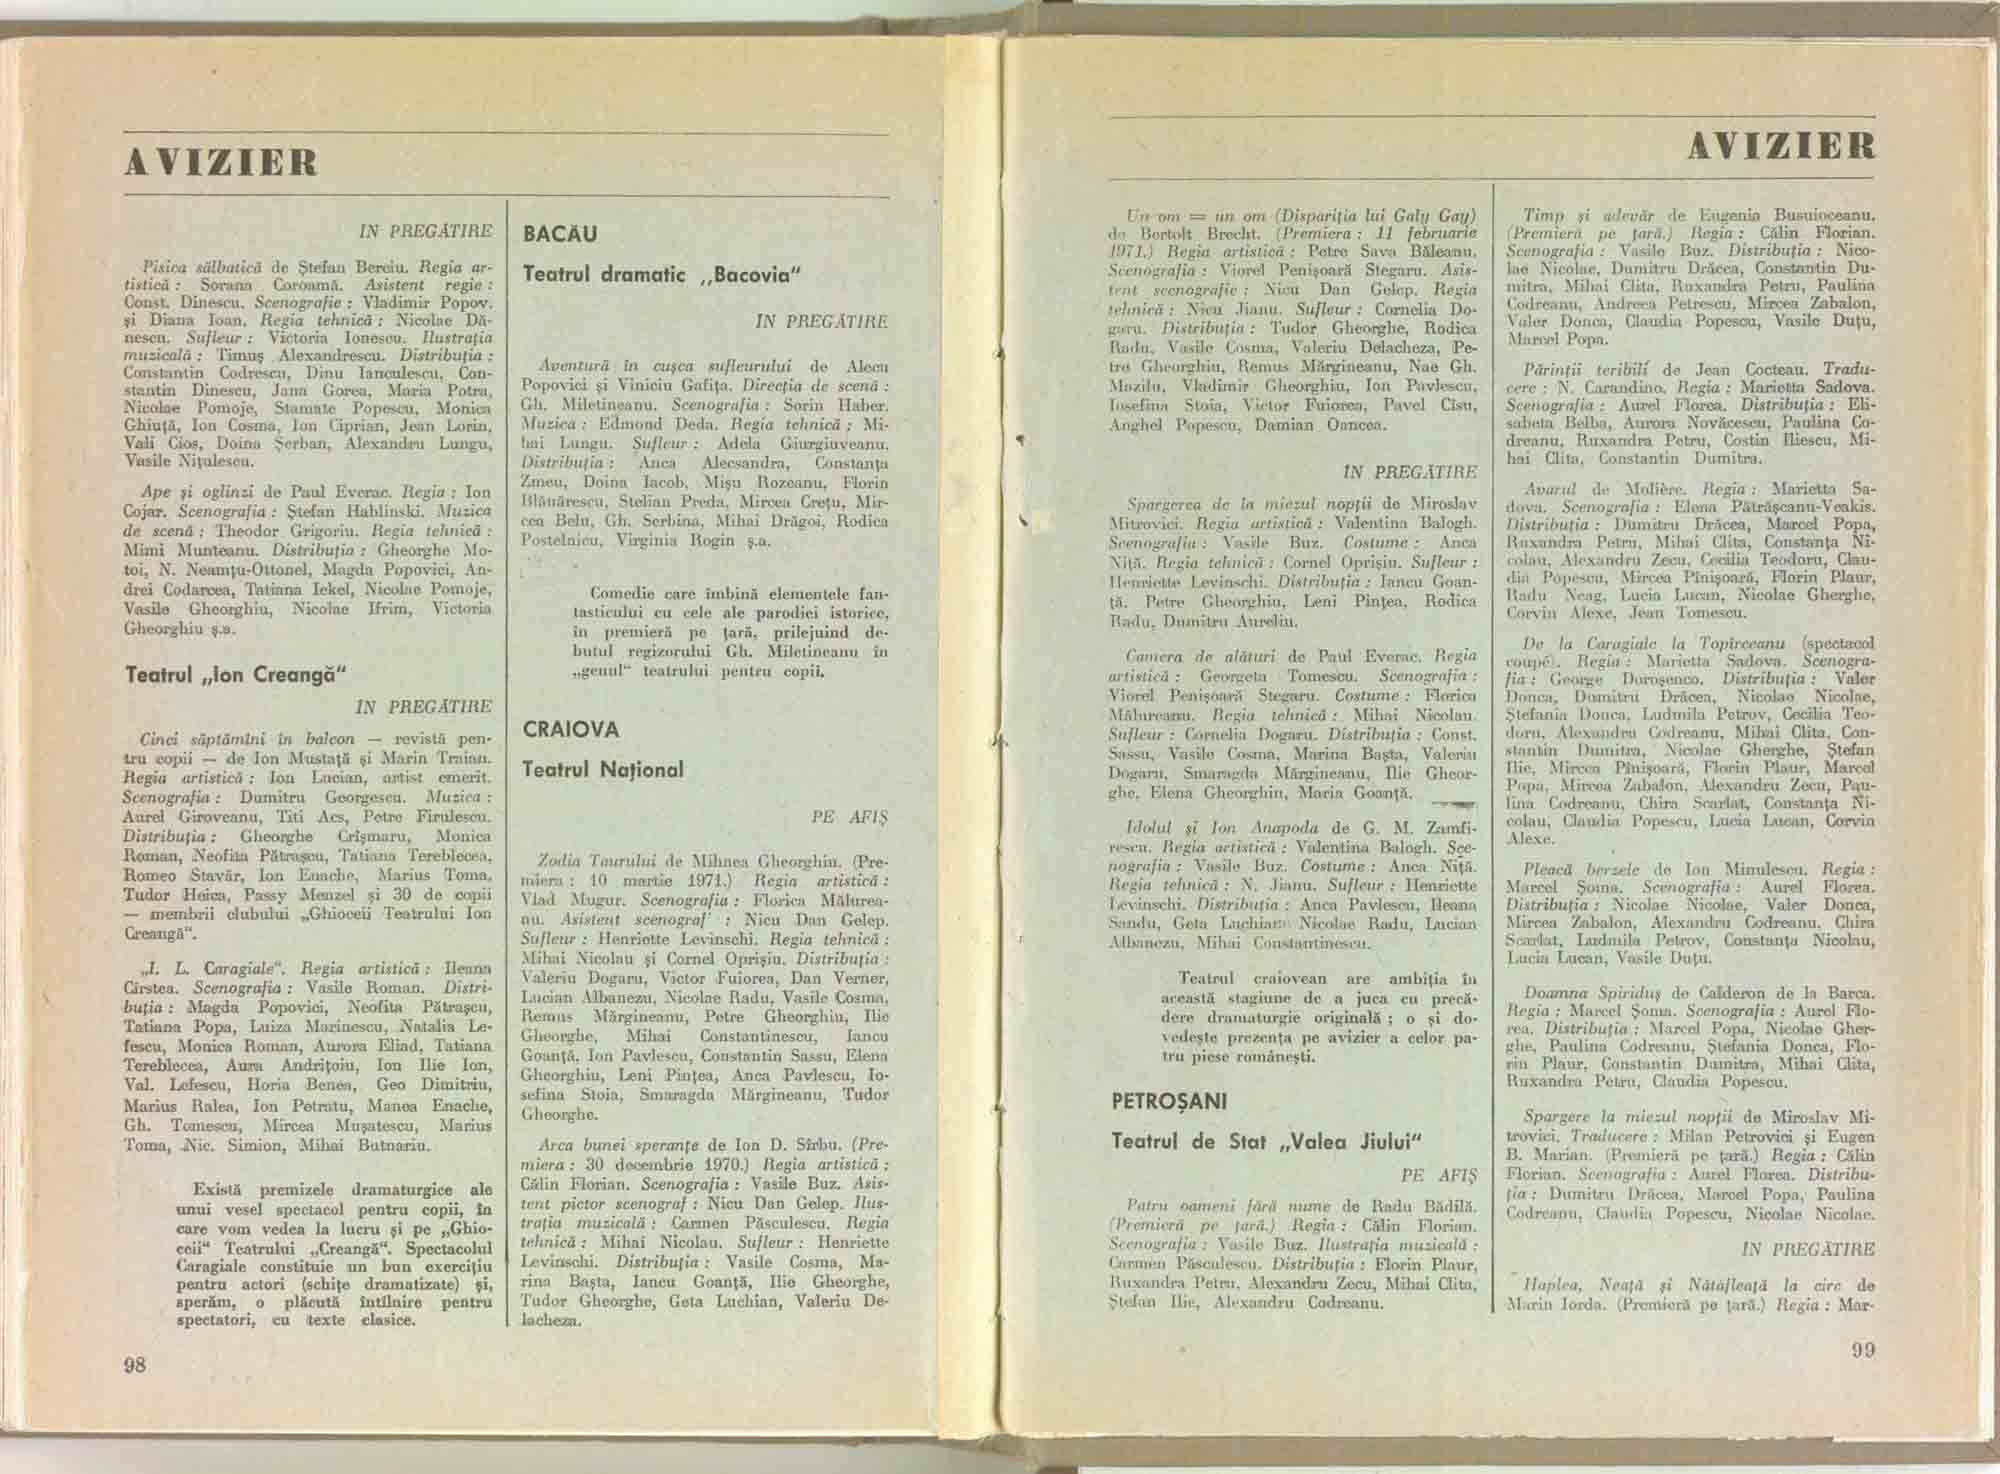 AVIZIER
IN PREGĂTIRE
Pisica sălbatică de Ștefan Berciu. Regia ar-
tistică : Sorana Coroamă. Asistent regie :
Const. Dinescu. Scenografie : Vladimir Popov.
și Diana Ioan. Regia tehnică : Nicolae Dă-
nescu. Sufleur : Victoria Ionescu. Ilustrația
muzicală : Timuș Alexandrescu. Distribuția :
Constantin Codrescu, Dinu Ianculescu, Con-
stantin Dinescu, Jana Gorea, Maria Potra,
Nicolae Pomoje, Stamate Popescu, Monica
Ghiuță, Ion Cosma, Ion Ciprian, Jean Lorin,
Vali Cios, Doina Șerban, Alexandru Lungu,
Vasile Nițulescu.
Ape și oglinzi de Paul Everac. Regia : Ion
Cojar. Scenografia : Ștefan Hablinski. Muzica
de scenă : Theodor Grigoriu. Regia tehnică :
Mimi Munteanu. Distribuția : Gheorghe Mo-
toi, N. Neamțu-Ottonel, Magda Popovici, An-
drei Codarcea, Tatiana Iekel, Nicolae Pomoje,
Vasile Gheorghiu, Nicolae Ifrim, Victoria
Gheorghiu ș.a.
Teatrul „Ion Creangă"
IN PREGĂTIRE
Cinci săptămîni în balcon — revistă pen-
tru copii — de Ion Mustață și Marin Traian.
Regia artistică : Ion Lucian, artist emerit.
Scenografia : Dumitru Georgescu. Muzica :
Aurel Giroveanu, Titi Acs, Petre Firulescu.
Distribuția : Gheorghe Crîșmaru, Monica
Roman, Neofita Pătrașcu, Tatiana Tereblecea,
Romeo Stavăr, Ion Enache, Marius Toma,
Tudor Heica, Passy Menzel și 30 de copii
— membrii clubului „Ghioceii Teatrului Ion
Creangă".
„I. L. Caragiale". Regia artistică : Ileana
Cârstea. Scenografia : Vasile Roman. Distri-
buția : Magda Popovici, Neofita Pătrașcu,
Tatiana Popa, Luiza Marinescu, Natalia Le-
fescu, Monica Roman, Aurora Eliad, Tatiana
Tereblecea, Aura Andrițoiu, Ion Ilie Ion,
Val. Lefescu, Horia Benea, Geo Dimitriu,
Marius Ralea, Ion Petratu, Manea Enache,
Gh. Tomescu, Mircea Mușatescu, Marius
Toma, Nic. Simion, Mihai Butnariu.
Există premizele dramaturgice ale
unui vesel spectacol pentru copii, în
care vom vedea la lucru și pe „Ghio-
ceii" Teatrului „Creangă". Spectacolul
Caragiale constituie un bun exercițiu
pentru actori (schițe dramatizate) și,
sperăm, o plăcută întîlnire pentru
spectatori, cu texte clasice.
98
BACĂU
Teatrul dramatic „Bacovia"
IN PREGĂTIRE
Aventură în cușca sufleurului de Alecu
Popovici și Viniciu Gafița. Direcția de scenă :
Gh. Miletineanu. Scenografia : Sorin Haber.
Muzica : Edmond Deda. Regia tehnică : Mi-
hai Lungu. Sufleur : Adela Giurgiuveanu.
Distribuția : Anca Alecsandra, Constanța
Zmeu, Doina Iacob, Mișu Rozeanu, Florin
Blănărescu, Stelian Preda, Mircea Crețu, Mir-
cea Belu, Gh. Serbina, Mihai Drăgoi, Rodica
Postelnicu, Virginia Rogin ș.a.
Comedie care îmbină elementele fan-
tasticului cu cele ale parodiei istorice,
în premieră pe țară, prilejuind de-
butul regizorului Gh. Miletineanu în
„genul" teatrului pentru copii.
CRAIOVA
Teatrul Național
PE AFIȘ
Zodia Taurului de Mihnea Gheorghiu. (Pre-
miera : 10 martie 1971.) Regia artistică :
Vlad Mugur. Scenografia : Florica Mălurea-
nu. Asistent scenograf : Nicu Dan Gelep.
Sufleur : Henriette Levinschi. Regia tehnică :
Mihai Nicolau și Cornel Oprișiu. Distribuția :
Valeriu Dogaru, Victor Fuiorea, Dan Verner,
Lucian Albanezu, Nicolae Radu, Vasile Cosma,
Remus Mărgineanu, Petre Gheorghiu, Ilie
Gheorghe, Mihai Constantinescu, Iancu
Goanță, Ion Pavlescu, Constantin Sassu, Elena
Gheorghiu, Leni Pințea, Anca Pavlescu, Io-
sefina Stoia, Smaragda Mărgineanu, Tudor
Gheorghe.
Arca bunei speranțe de Ion D. Sîrbu. (Pre-
miera : 30 decembrie 1970.) Regia artistică :
Călin Florian. Scenografia : Vasile Buz. Asis-
tent pictor scenograf : Nicu Dan Gelep. Ilus-
trația muzicală : Carmen Păsculescu. Regia
tehnică : Mihai Nicolau. Sufleur : Henriette
Levinschi. Distribuția : Vasile Cosma, Ma-
rina Bașta, Iancu Goanță, Ilie Gheorghe,
Tudor Gheorghe, Geta Luchian, Valeriu De-
lacheza.
AVIZIER
Un om = un om (Dispariția lui Galy Gay)
de Bertolt Brecht. (Premiera : 11 februarie
1971.) Regia artistică : Petre Sava Băleanu.
Scenografia : Viorel Penișoară Stegaru. Asis-
tent scenografie : Nicu Dan Gelep. Regia
tehnică : Nicu Jianu. Sufleur : Cornelia Do-
garu. Distribuția : Tudor Gheorghe, Rodica
Radu, Vasile Cosma, Valeriu Delacheza, Pe-
tre Gheorghiu, Remus Mărgineanu, Nae Gh.
Mazilu, Vladimir Gheorghiu, Ion Pavlescu,
Iosefina Stoia, Victor Fuiorea, Pavel Cîsu,
Anghel Popescu, Damian Oancea.
IN PREGĂTIRE
Spargerea de la miezul nopții de Miroslav
Mitrovici. Regia artistică : Valentina Balogh.
Scenografia : Vasile Buz. Costume : Anca
Niță. Regia tehnică : Cornel Oprișiu. Sufleur :
Henriette Levinschi. Distribuția : Iancu Goan-
ță, Petre Gheorghiu, Leni Pințea, Rodica
Radu, Dumitru Aureliu.
Camera de alături de Paul Everac. Regia
artistică : Georgeta Tomescu. Scenografia :
Viorel Penișoară Stegaru. Costume : Florica
Mălureanu. Regia tehnică : Mihai Nicolau.
Sufleur : Cornelia Dogaru. Distribuția : Const.
Sassu, Vasile Cosma, Marina Bașta, Valeriu
Dogaru, Smaragda Mărgineanu, Ilie Gheor-
ghe, Elena Gheorghiu, Maria Goanță.
Idolul și Ion Anapoda de G. M. Zamfi-
rescu. Regia artistică : Valentina Balogh. Sce-
nografia : Vasile Buz. Costume : Anca Niță.
Regia tehnică : N. Jianu. Sufleur : Henriette
Levinschi. Distribuția : Anca Pavlescu, Ileana
Sandu, Geta Luchian, Nicolae Radu, Lucian
Albanezu, Mihai Constantinescu.
Teatrul craiovean are ambiția în
această stagiune de a juca cu precă-
dere dramaturgie originală ; o și do-
vedește prezența pe avizier a celor pa-
tru piese românești.
PETROȘANI
Teatrul de Stat „Valea Jiului"
PE AFIȘ
Patru oameni fără nume de Radu Bădilă.
(Premieră pe țară.) Regia : Călin Florian.
Scenografia : Vasile Buz. Ilustrația muzicală :
Carmen Păsculescu. Distribuția : Florin Plaur,
Ruxandra Petru, Alexandru Zecu, Mihai Clita,
Ștefan Ilie, Alexandru Codreanu.
Timp și adevăr de Eugenia Busuioceanu.
(Premieră pe țară.) Regia : Călin Florian.
Scenografia : Vasile Buz. Distribuția : Nico-
lae Nicolae, Dumitru Drăcea, Constantin Du-
mitra, Mihai Clita, Ruxandra Petru, Paulina
Codreanu, Andreea Petrescu, Mircea Zabalon,
Valer Donca, Claudia Popescu, Vasile Duțu,
Marcel Popa.
Părinții teribili de Jean Cocteau. Tradu-
cere : N. Carandino. Regia : Marietta Sadova.
Scenografia : Aurel Florea. Distribuția : Eli-
sabeta Belba, Aurora Novăcescu, Paulina Co-
dreanu, Ruxandra Petru, Costin Iliescu, Mi-
hai Clita, Constantin Dumitra.
Avarul de Molière. Regia : Marietta Sa-
dova. Scenografia : Elena Pătrășcanu-Veakis.
Distribuția : Dumitru Drăcea, Marcel Popa,
Ruxandra Petru, Mihai Clita, Constanța Ni-
colau, Alexandru Zecu, Cecilia Teodoru, Clau-
dia Popescu, Mircea Pînișoară, Florin Plaur,
Radu Neag, Lucia Lucan, Nicolae Gherghe,
Corvin Alexe, Jean Tomescu.
De la Caragiale la Topîrceanu (spectacol
coupé). Regia : Marietta Sadova. Scenogra-
fia : George Doroșenco. Distribuția : Valer
Donca, Dumitru Drăcea, Nicolae Nicolae,
Ștefania Donca, Ludmila Petrov, Cecilia Teo-
doru, Alexandru Codreanu, Mihai Clita, Con-
stantin Dumitra, Nicolae Gherghe, Ștefan
Ilie, Mircea Pînișoară, Florin Plaur, Marcel
Popa, Mircea Zabalon, Alexandru Zecu, Pau-
lina Codreanu, Chira Scarlat, Constanța Ni-
colau, Claudia Popescu, Lucia Lucan, Corvin
Alexe.
Pleacă berzele de Ion Minulescu. Regia :
Marcel Șoma. Scenografia : Aurel Florea.
Distribuția : Nicolae Nicolae, Valer Donca,
Mircea Zabalon, Alexandru Codreanu, Chira
Scarlat, Ludmila Petrov, Constanța Nicolau,
Lucia Lucan, Vasile Duțu.
Doamna Spiriduș de Calderon de la Barca.
Regia : Marcel Șoma. Scenografia : Aurel Flo-
rea. Distribuția : Marcel Popa, Nicolae Gher-
ghe, Paulina Codreanu, Ștefania Donca, Flo-
rin Plaur, Constantin Dumitra, Mihai Clita,
Ruxandra Petru, Claudia Popescu.
Spargere la miezul nopții de Miroslav Mi-
trovici. Traducere : Milan Petrovici și Eugen
B. Marian. (Premieră pe țară.) Regia : Călin
Florian. Scenografia : Aurel Florea. Distribu-
ția : Dumitru Drăcea, Marcel Popa, Paulina
Codreanu, Claudia Popescu, Nicolae Nicolae.
IN PREGĂTIRE
Haplea, Neață și Nătăfleață la circ de
Marin Iorda. (Premieră pe țară.) Regia : Mar-
99